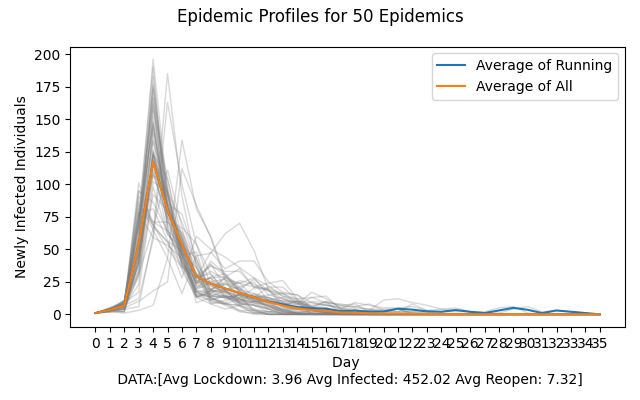 Epidemic Profiles for 50 Epidemics
Newly Infected Individuals
200
175
150
125
100
75
50
25
0
Average of Running
Average of All
0 1 2 3 4 5 6 7 8 9 10 11 12 13 14 15 16 17 18 19 20 21 22 23 24 25 26 27 28 29 30 31 32 33 34 35
Day
DATA:[Avg Lockdown: 3.96 Avg Infected: 452.02 Avg Reopen: 7.32]